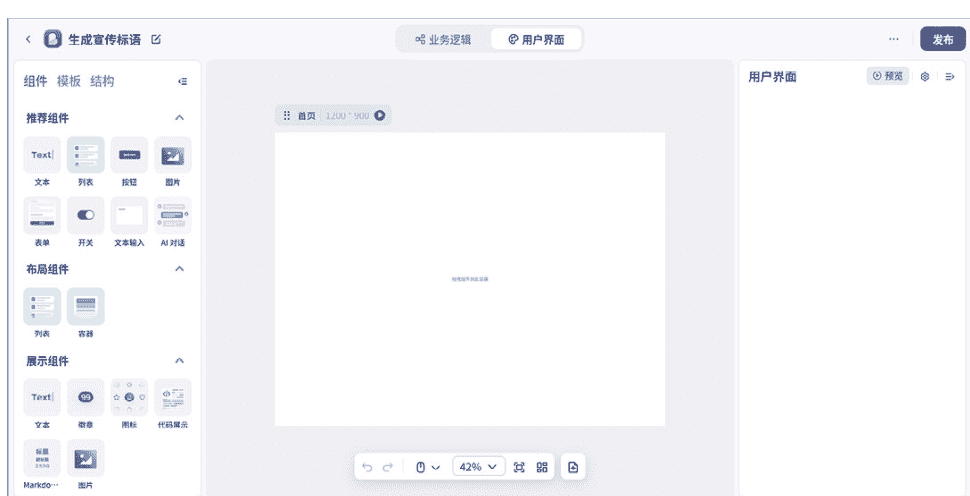 生成宣传标语
业务逻辑
用户界面
发布
组件 模板 结构
用户界面
预览
推荐组件
首页 1200 * 900
Text
文本 列表 按钮 图片
表单 开关 文本输入 AI 对话
布局组件
列表 容器
展示组件
Text 99
文本 徽章 图标 代码展示
标题
Markdo… 图片
42%